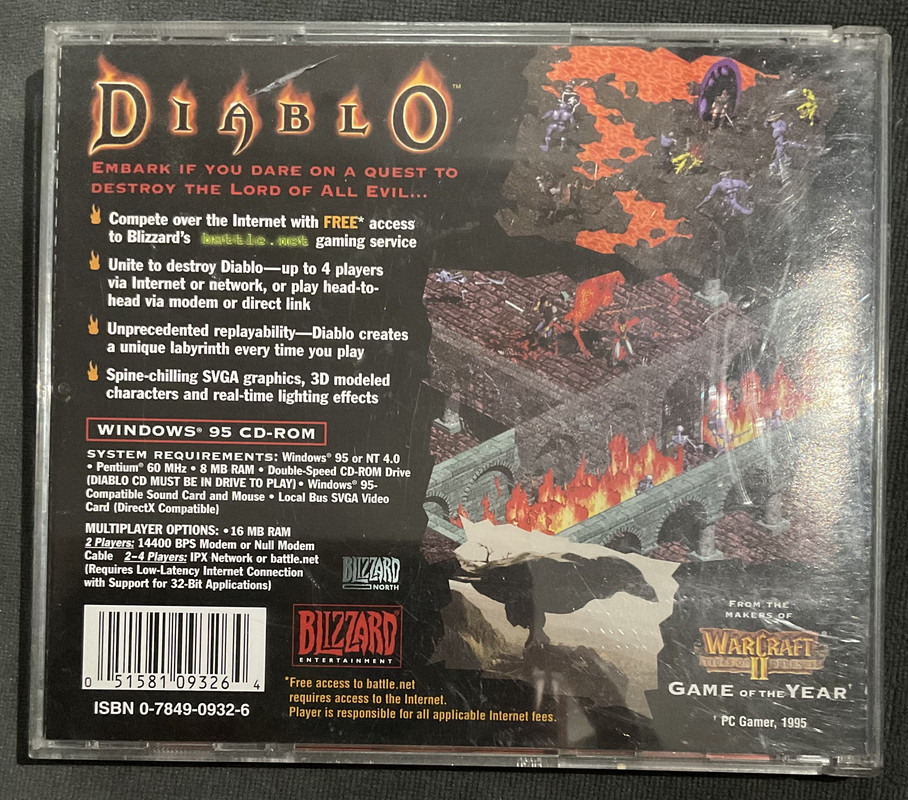 DIABLO™
EMBARK IF YOU DARE ON A QUEST TO
DESTROY THE LORD OF ALL EVIL...
Compete over the Internet with FREE* access
to Blizzard's battle.net gaming service
Unite to destroy Diablo—up to 4 players
via Internet or network, or play head-to-
head via modem or direct link
Unprecedented replayability—Diablo creates
a unique labyrinth every time you play
Spine-chilling SVGA graphics, 3D modeled
characters and real-time lighting effects
WINDOWS® 95 CD-ROM
SYSTEM REQUIREMENTS: Windows® 95 or NT 4.0
• Pentium® 60 MHz • 8 MB RAM • Double-Speed CD-ROM Drive
(DIABLO CD MUST BE IN DRIVE TO PLAY) • Windows® 95-
Compatible Sound Card and Mouse • Local Bus SVGA Video
Card (DirectX Compatible)
MULTIPLAYER OPTIONS: • 16 MB RAM
2 Players: 14400 BPS Modem or Null Modem
Cable 2–4 Players: IPX Network or battle.net
(Requires Low-Latency Internet Connection
with Support for 32-Bit Applications)
BLIZZARD
NORTH
BLIZZARD
ENTERTAINMENT
0 51581 09326 4
ISBN 0-7849-0932-6
*Free access to battle.net
requires access to the Internet.
Player is responsible for all applicable Internet fees.
FROM THE
MAKERS OF
WARCRAFT
II
GAME OF THE YEAR†
† PC Gamer, 1995